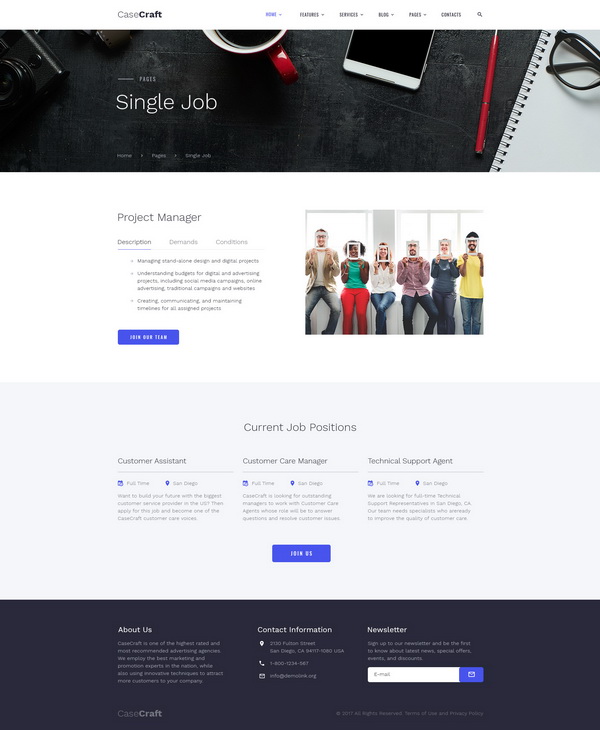 CaseCraft
HOME FEATURES SERVICES BLOG PAGES CONTACTS
PAGES
Single Job
Home Pages Single Job
Project Manager
Description Demands Conditions
Managing stand-alone design and digital projects
Understanding budgets for digital and advertising
projects, including social media campaigns, online
advertising, traditional campaigns and websites
Creating, communicating, and maintaining
timelines for all assigned projects
JOIN OUR TEAM
Current Job Positions
Customer Assistant
Full Time San Diego
Want to build your future with the biggest
customer service provider in the US? Then
apply for this job and become one of the
CaseCraft customer care voices.
Customer Care Manager
Full Time San Diego
CaseCraft is looking for outstanding
managers to work with Customer Care
Agents whose role will be to answer
questions and resolve customer issues.
Technical Support Agent
Full Time San Diego
We are looking for full-time Technical
Support Representatives in San Diego, CA.
Our team needs specialists who aready
to improve the quality of customer care.
JOIN US
About Us
CaseCraft is one of the highest rated and
most recommended advertising agencies.
We employ the best marketing and
promotion experts in the nation, while
also using innovative techniques to attract
more customers to your company.
Contact Information
2130 Fulton Street
San Diego, CA 94117-1080 USA
1-800-1234-567
info@demolink.org
Newsletter
Sign up to our newsletter and be the first
to know about latest news, special offers,
events, and discounts.
E-mail
CaseCraft
© 2017 All Rights Reserved. Terms of Use and Privacy Policy